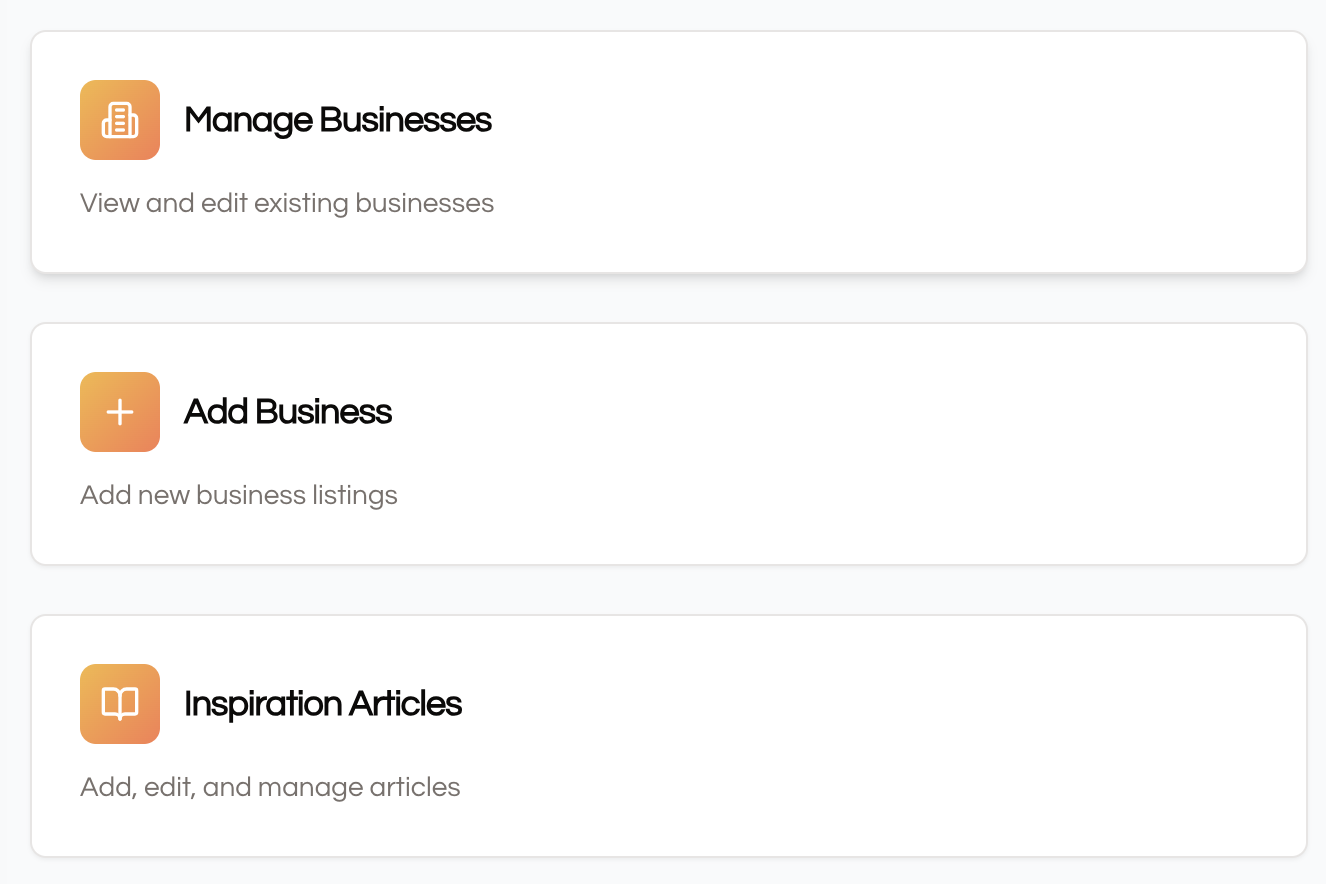 Manage Businesses
View and edit existing businesses
Add Business
Add new business listings
Inspiration Articles
Add, edit, and manage articles